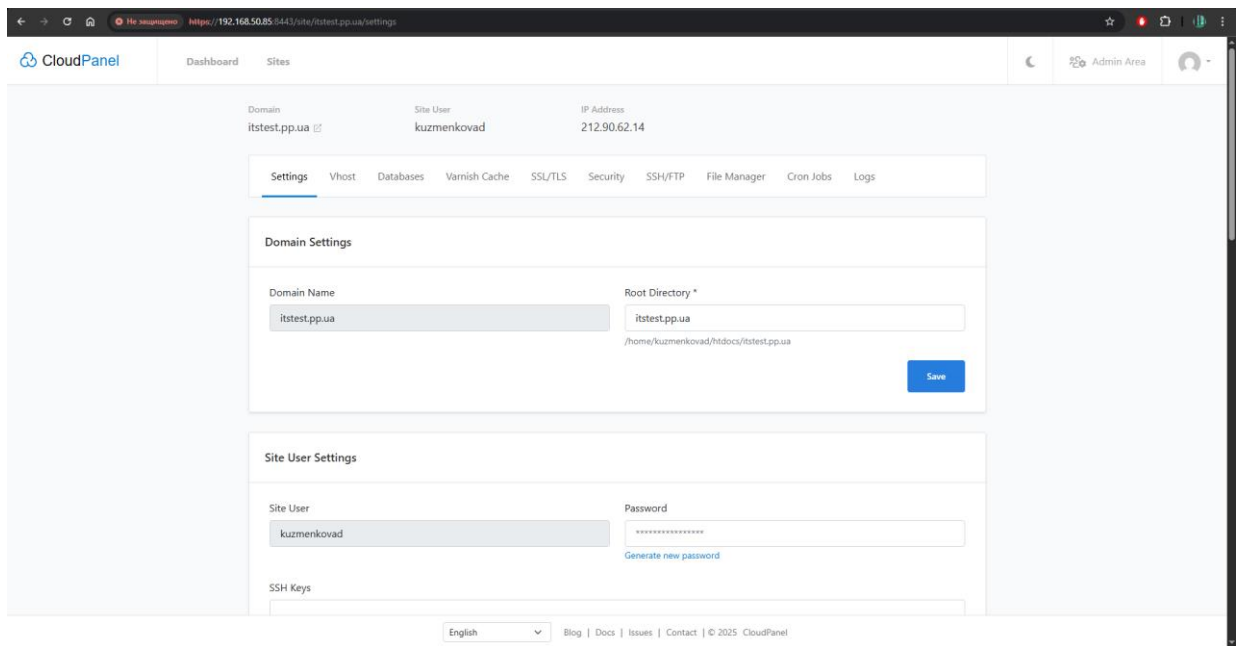 Не защищено https://192.168.50.85:8443/site/itstest.pp.ua/settings
CloudPanel Dashboard Sites Admin Area
Domain Site User IP Address
itstest.pp.ua kuzmenkovad 212.90.62.14
Settings Vhost Databases Varnish Cache SSL/TLS Security SSH/FTP File Manager Cron Jobs Logs
Domain Settings
Domain Name Root Directory *
itstest.pp.ua itstest.pp.ua
/home/kuzmenkovad/htdocs/itstest.pp.ua
Save
Site User Settings
Site User Password
kuzmenkovad ****************
Generate new password
SSH Keys
English Blog | Docs | Issues | Contact | © 2025 CloudPanel